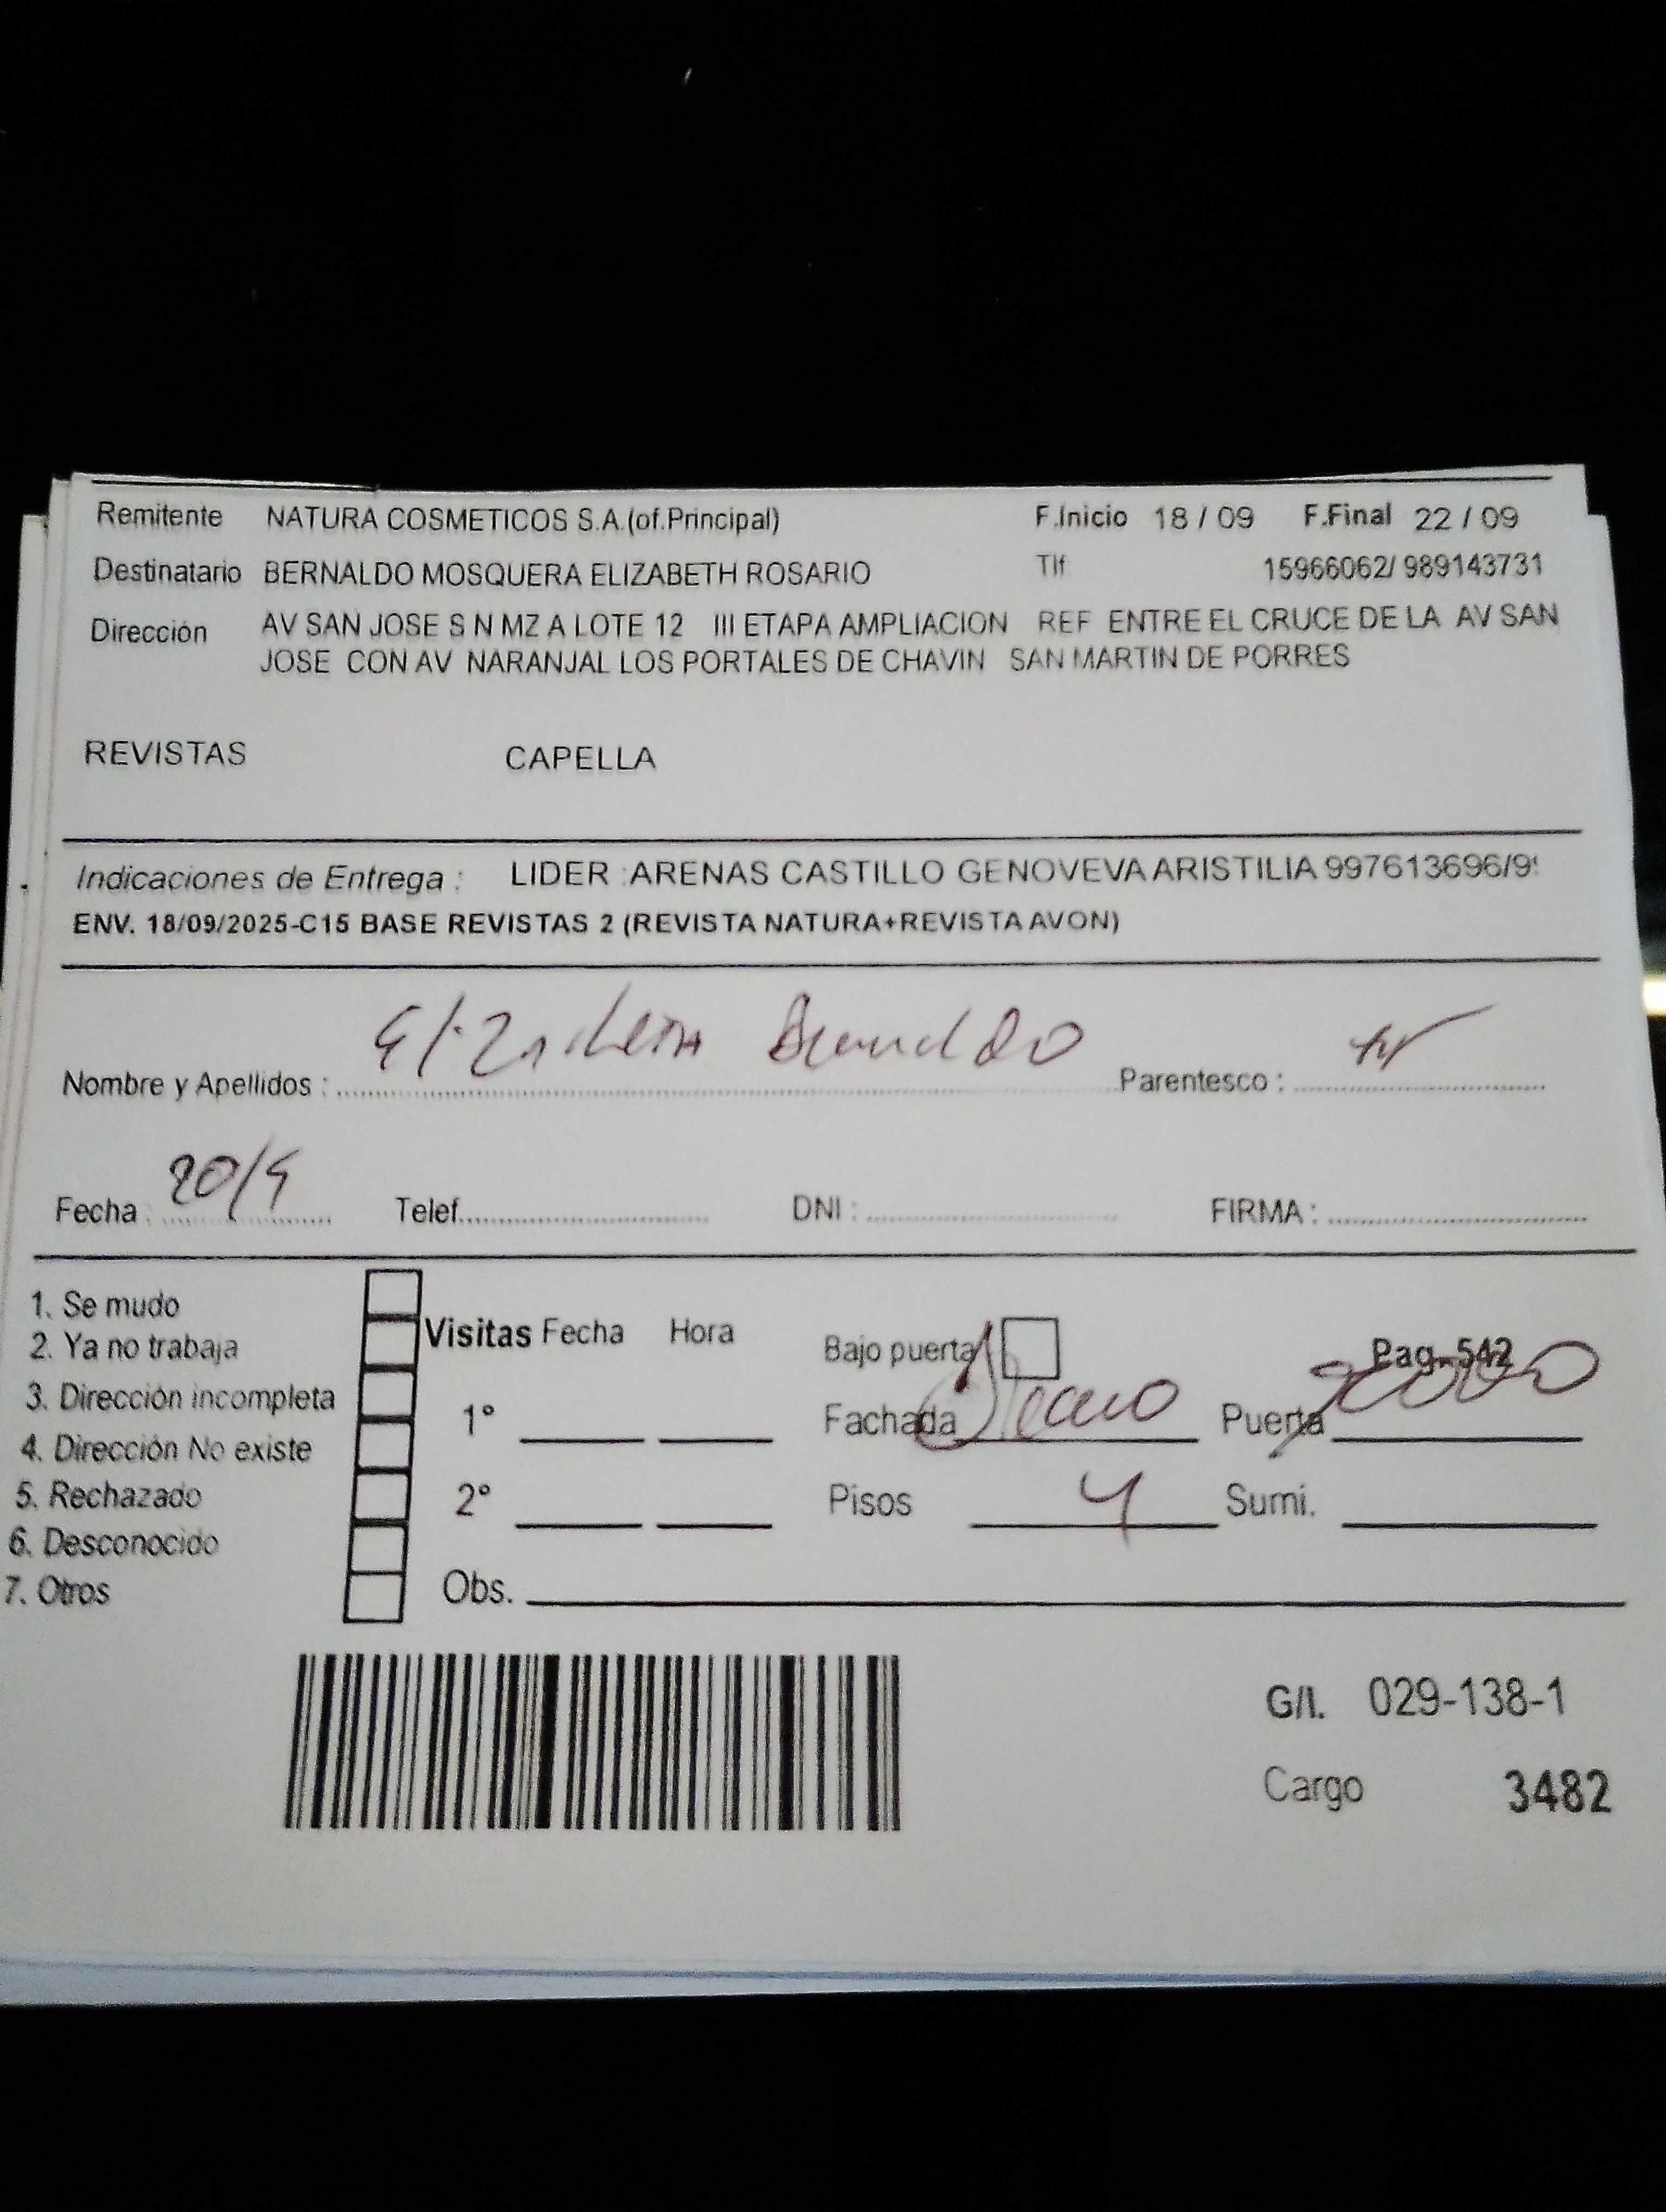 Remitente NATURA COSMETICOS S.A.(of.Principal) F.Inicio 18 / 09 F.Final 22 / 09
Destinatario BERNALDO MOSQUERA ELIZABETH ROSARIO Tlf 15966062/ 989143731
Dirección AV SAN JOSE S N MZ A LOTE 12 III ETAPA AMPLIACION REF ENTRE EL CRUCE DE LA AV SAN
JOSE CON AV NARANJAL LOS PORTALES DE CHAVIN SAN MARTIN DE PORRES
REVISTAS CAPELLA
Indicaciones de Entrega : LIDER :ARENAS CASTILLO GENOVEVA ARISTILIA 997613696/9
ENV. 18/09/2025-C15 BASE REVISTAS 2 (REVISTA NATURA+REVISTA AVON)
Nombre y Apellidos : Elizabeth Bernaldo Parentesco :
Fecha : 20/9 Telef. DNI : FIRMA :
1. Se mudo
2. Ya no trabaja
3. Dirección incompleta
4. Dirección No existe
5. Rechazado
6. Desconocido
7. Otros
Visitas Fecha Hora
1°
2°
Obs.
Bajo puerta Pag-542
Fachada Puerta
Pisos 4 Sumi.
G/I. 029-138-1
Cargo 3482